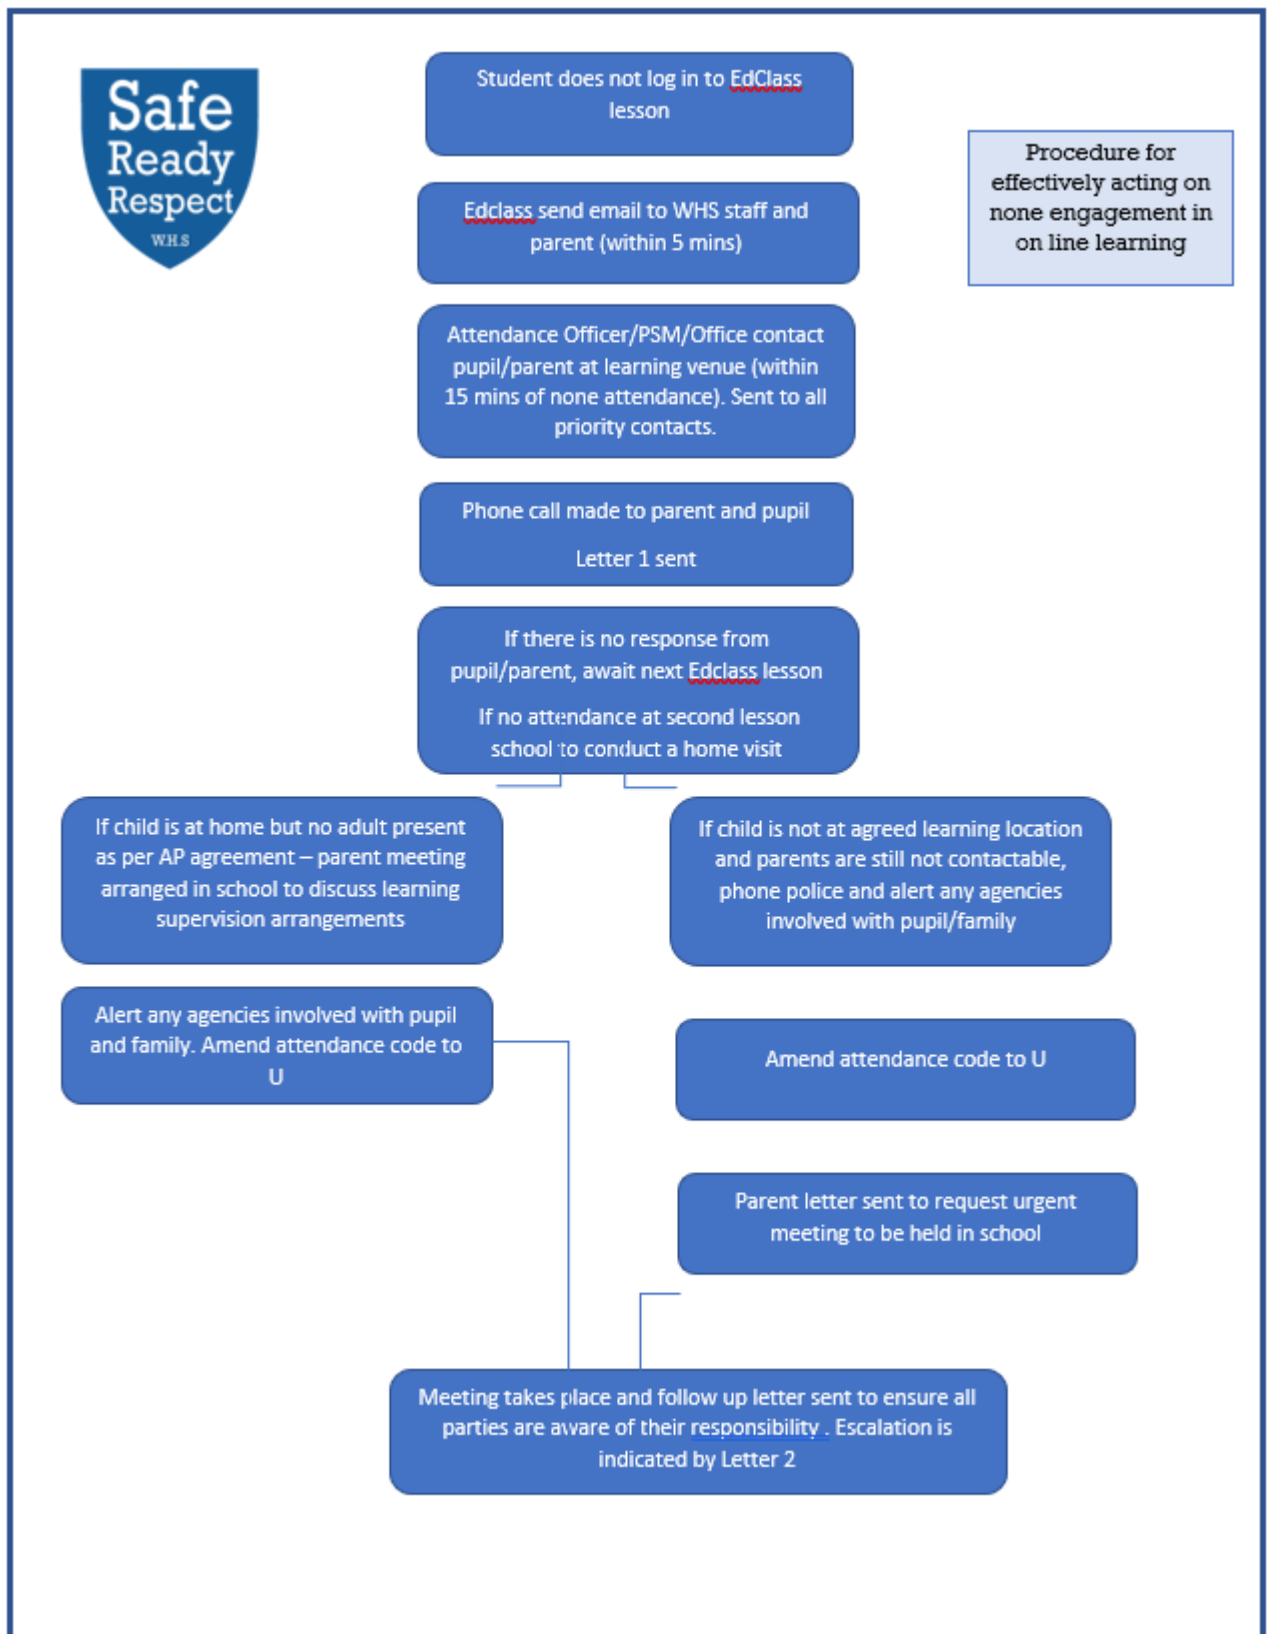 Safe
Ready
Respect
W.H.S
Student does not log in to EdClass
lesson
Procedure for
effectively acting on
none engagement in
on line learning
Edclass send email to WHS staff and
parent (within 5 mins)
Attendance Officer/PSM/Office contact
pupil/parent at learning venue (within
15 mins of none attendance). Sent to all
priority contacts.
Phone call made to parent and pupil
Letter 1 sent
If there is no response from
pupil/parent, await next Edclass lesson
If no attendance at second lesson
school to conduct a home visit
If child is at home but no adult present
as per AP agreement – parent meeting
arranged in school to discuss learning
supervision arrangements
If child is not at agreed learning location
and parents are still not contactable,
phone police and alert any agencies
involved with pupil/family
Alert any agencies involved with pupil
and family. Amend attendance code to
U
Amend attendance code to U
Parent letter sent to request urgent
meeting to be held in school
Meeting takes place and follow up letter sent to ensure all
parties are aware of their responsibility . Escalation is
indicated by Letter 2